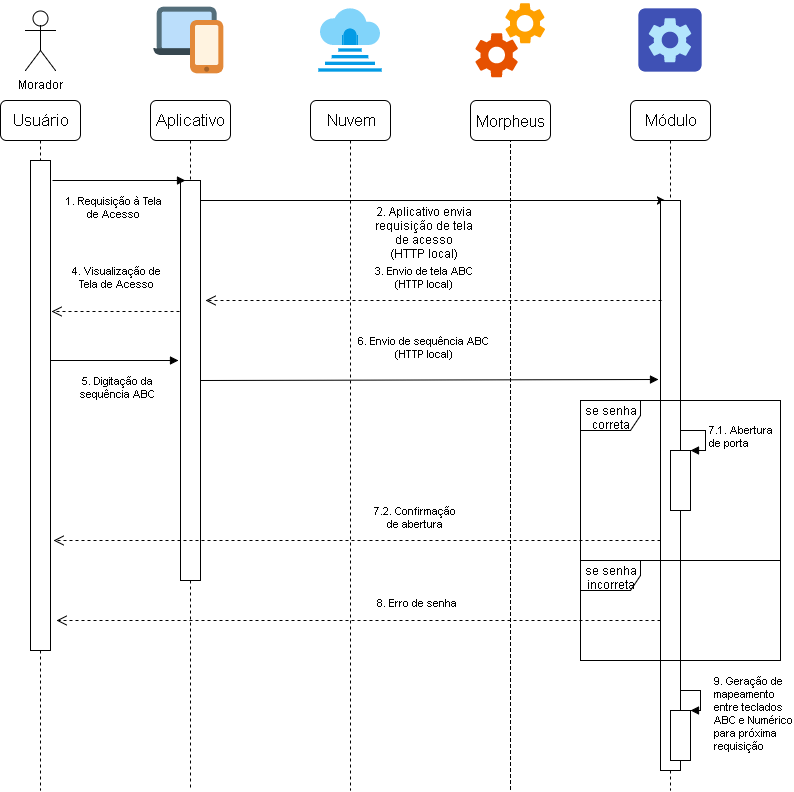 Morador
Usuário
Aplicativo
Nuvem
Morpheus
Módulo
1. Requisição à Tela
de Acesso
2. Aplicativo envia
requisição de tela
de acesso
(HTTP local)
3. Envio de tela ABC
(HTTP local)
4. Visualização de
Tela de Acesso
6. Envio de sequência ABC
(HTTP local)
5. Digitação da
sequência ABC
se senha
correta
7.1. Abertura
de porta
7.2. Confirmação
de abertura
se senha
incorreta
8. Erro de senha
9. Geração de
mapeamento
entre teclados
ABC e Numérico
para próxima
requisição